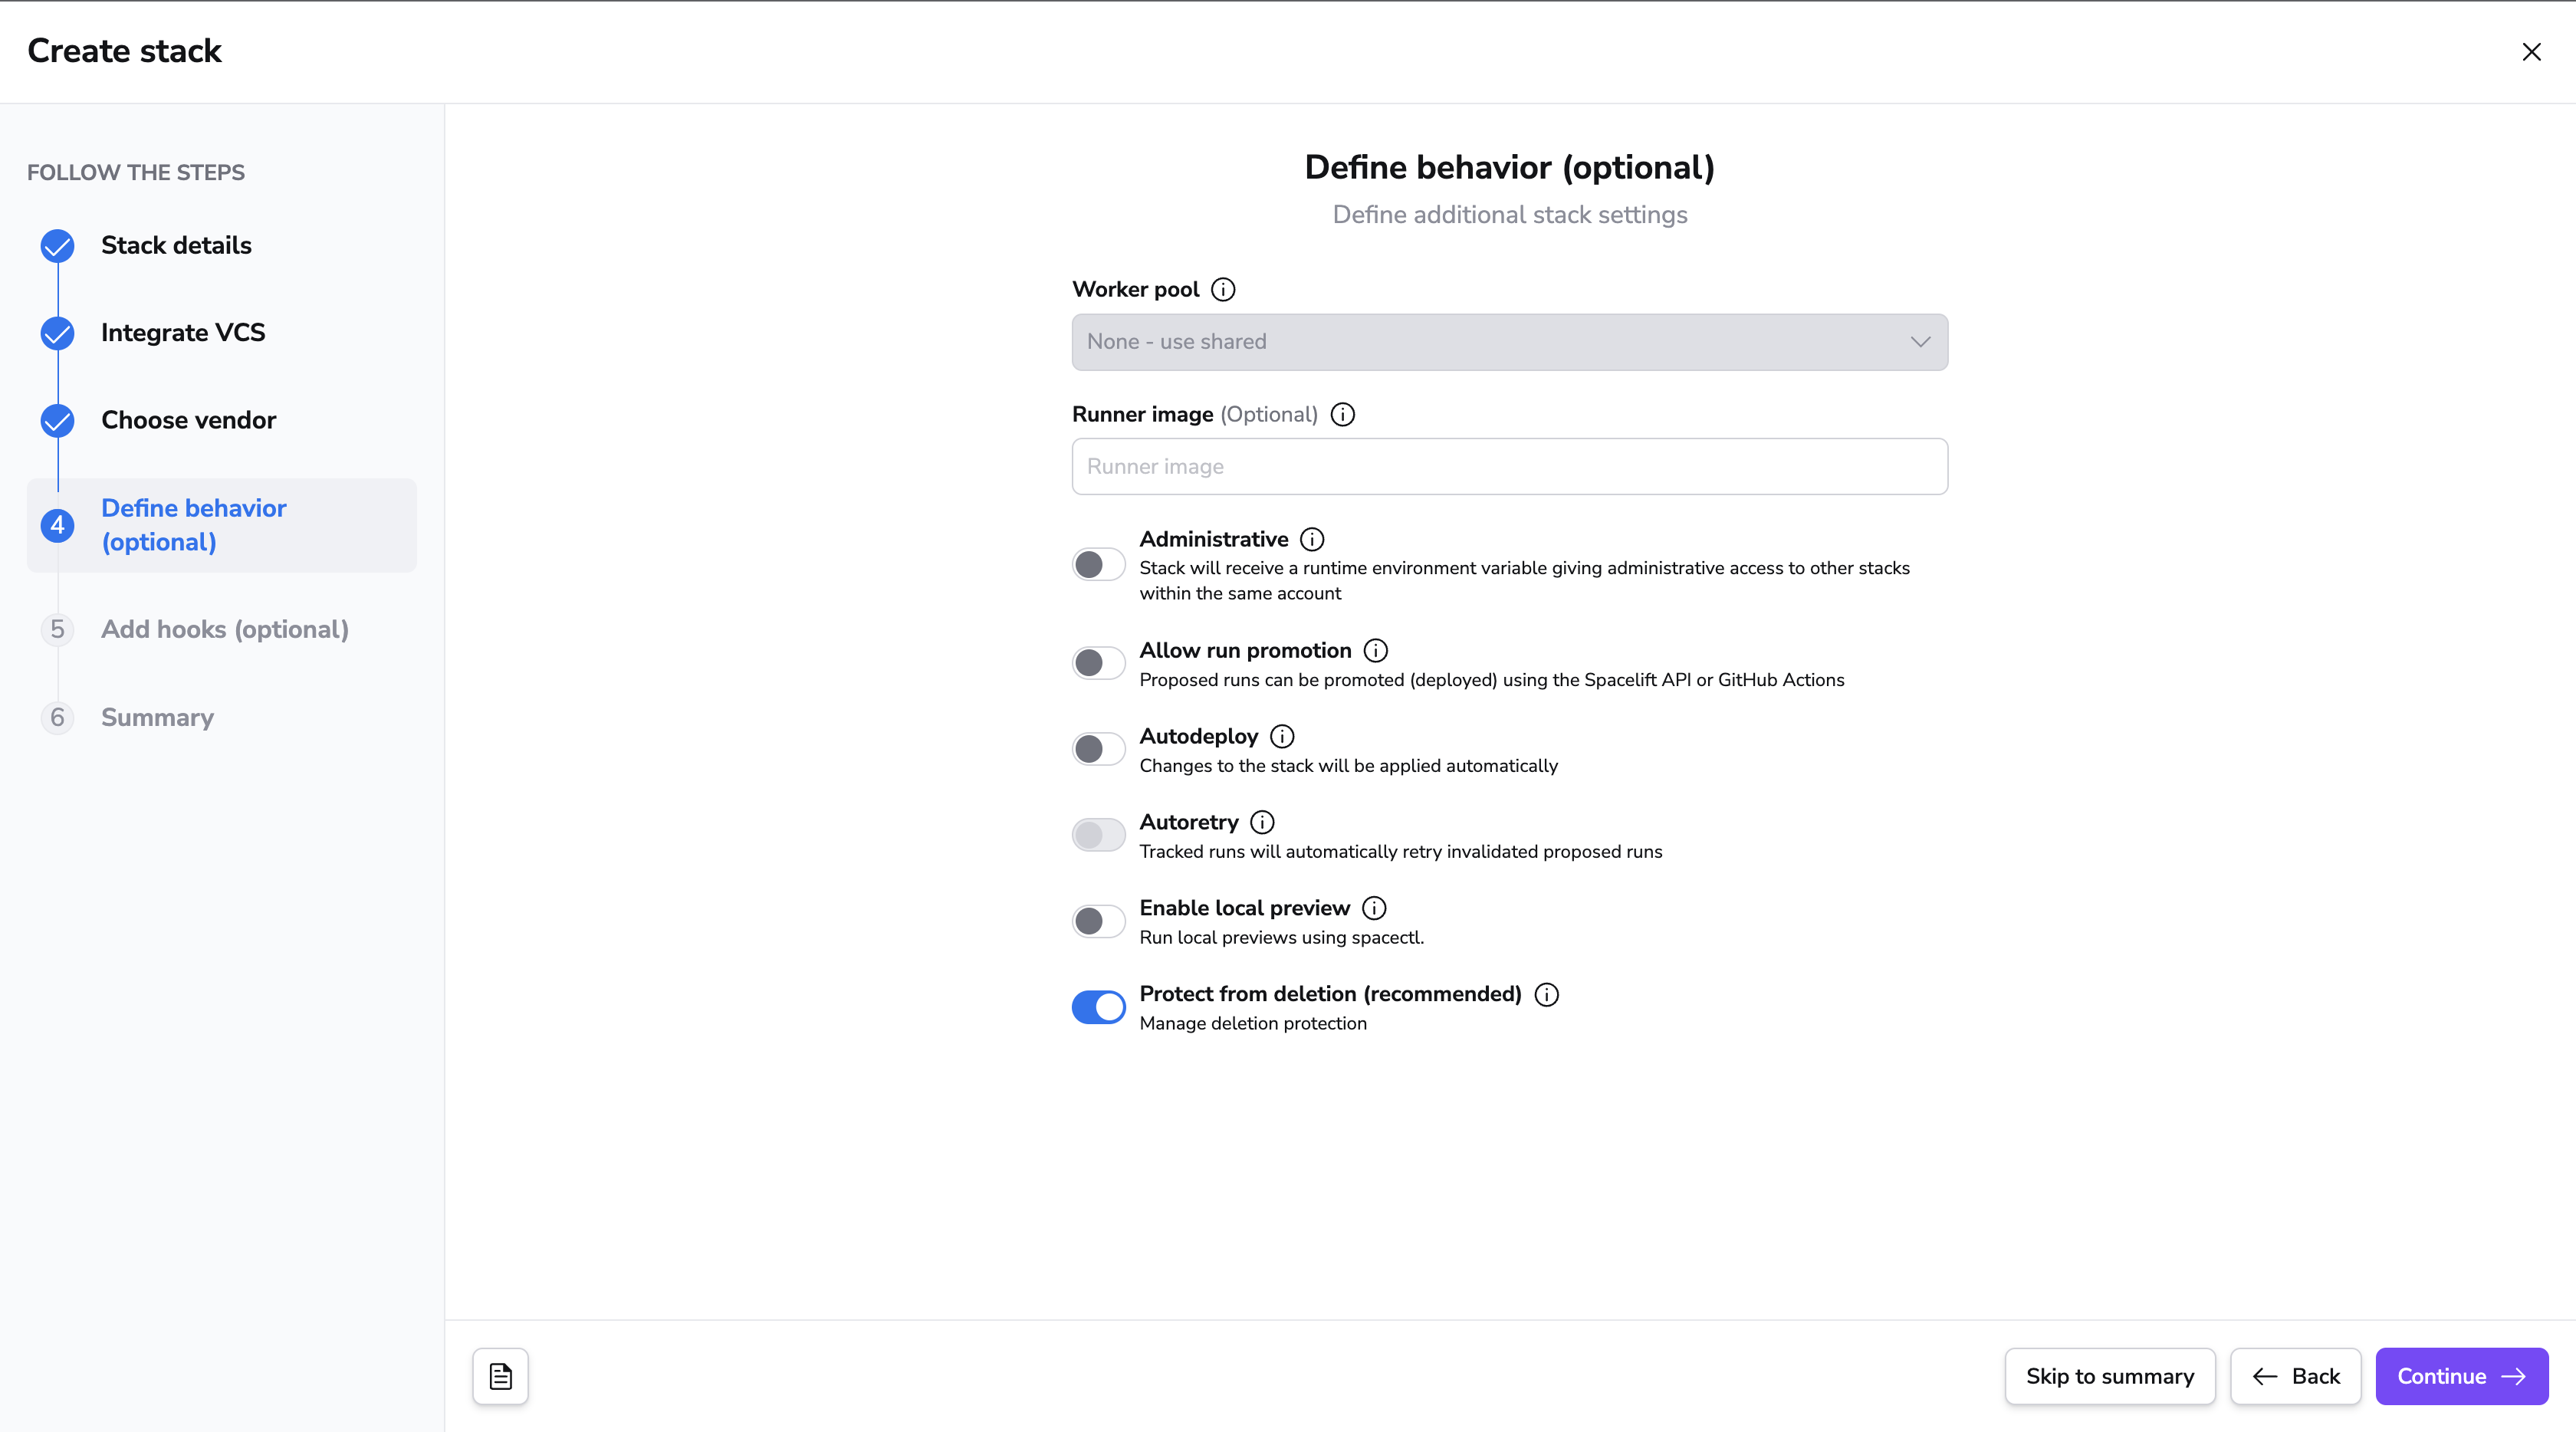 Create stack
FOLLOW THE STEPS
Stack details
Integrate VCS
Choose vendor
4
Define behavior
(optional)
5
Add hooks (optional)
6
Summary
Define behavior (optional)
Define additional stack settings
Worker pool
None - use shared
Runner image (Optional)
Runner image
Administrative
Stack will receive a runtime environment variable giving administrative access to other stacks
within the same account
Allow run promotion
Proposed runs can be promoted (deployed) using the Spacelift API or GitHub Actions
Autodeploy
Changes to the stack will be applied automatically
Autoretry
Tracked runs will automatically retry invalidated proposed runs
Enable local preview
Run local previews using spacectl.
Protect from deletion (recommended)
Manage deletion protection
Skip to summary
Back
Continue